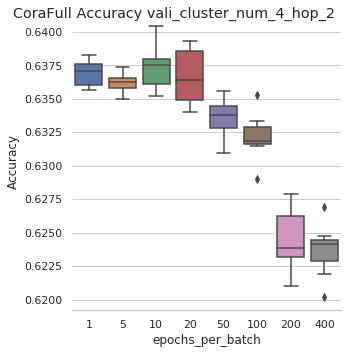 CoraFull Accuracy vali_cluster_num_4_hop_2
0.6400
0.6375
0.6350
0.6325
0.6300
0.6275
0.6250
0.6225
0.6200
Accuracy
1 5 10 20 50 100 200 400
epochs_per_batch